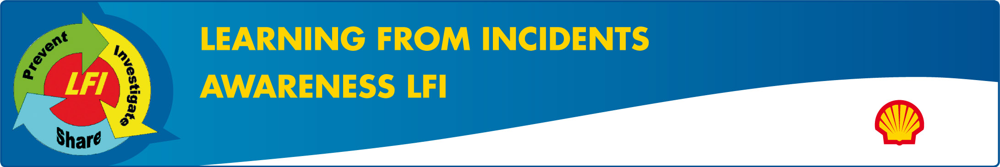 Prevent
Investigate
Share
LFI
LEARNING FROM INCIDENTS
AWARENESS LFI